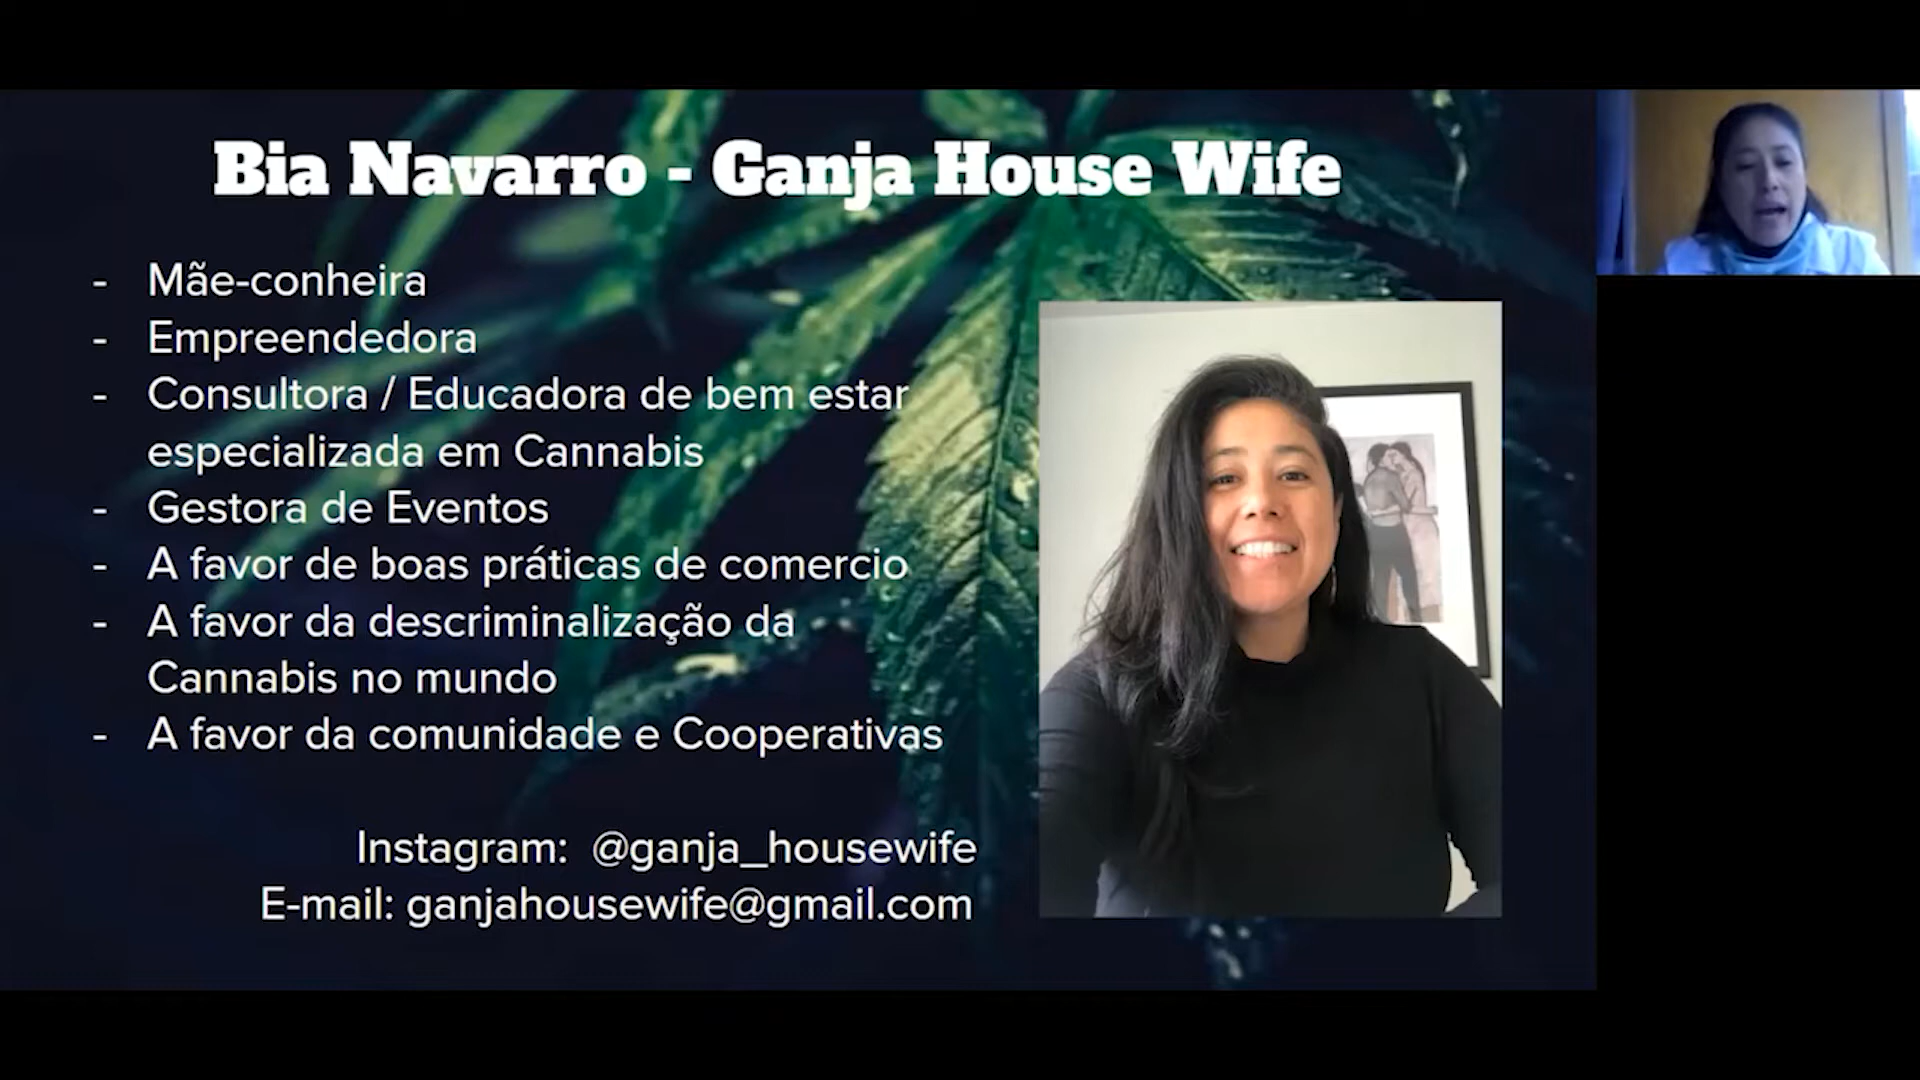 Bia Navarro - Ganja House Wife
- Mãe-conheira
- Empreendedora
- Consultora / Educadora de bem estar
especializada em Cannabis
- Gestora de Eventos
- A favor de boas práticas de comercio
- A favor da descriminalização da
Cannabis no mundo
- A favor da comunidade e Cooperativas
Instagram: @ganja_housewife
E-mail: ganjahousewife@gmail.com